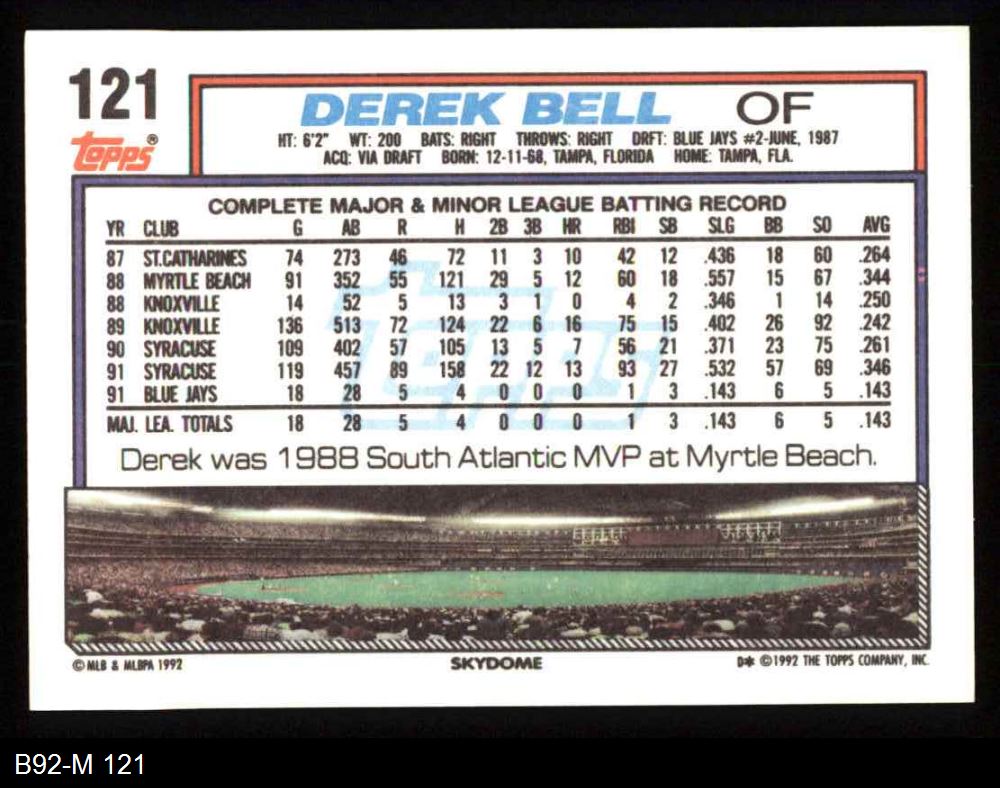 121
Topps®
DEREK BELL OF
HT: 6'2" WT: 200 BATS: RIGHT THROWS: RIGHT DRFT: BLUE JAYS #2-JUNE, 1987
ACQ: VIA DRAFT BORN: 12-11-68, TAMPA, FLORIDA HOME: TAMPA, FLA.
COMPLETE MAJOR & MINOR LEAGUE BATTING RECORD
YR CLUB G AB R H 2B 3B HR RBI SB SLG BB SO AVG
87 ST.CATHARINES 74 273 46 72 11 3 10 42 12 .436 18 60 .264
88 MYRTLE BEACH 91 352 55 121 29 5 12 60 18 .557 15 67 .344
88 KNOXVILLE 14 52 5 13 3 1 0 4 2 .346 1 14 .250
89 KNOXVILLE 136 513 72 124 22 6 16 75 15 .402 26 92 .242
90 SYRACUSE 109 402 57 105 13 5 7 56 21 .371 23 75 .261
91 SYRACUSE 119 457 89 158 22 12 13 93 27 .532 57 69 .346
91 BLUE JAYS 18 28 5 4 0 0 0 1 3 .143 6 5 .143
MAJ. LEA. TOTALS 18 28 5 4 0 0 0 1 3 .143 6 5 .143
Derek was 1988 South Atlantic MVP at Myrtle Beach.
© MLB & MLBPA 1992 SKYDOME D* ©1992 THE TOPPS COMPANY, INC.
B92-M 121